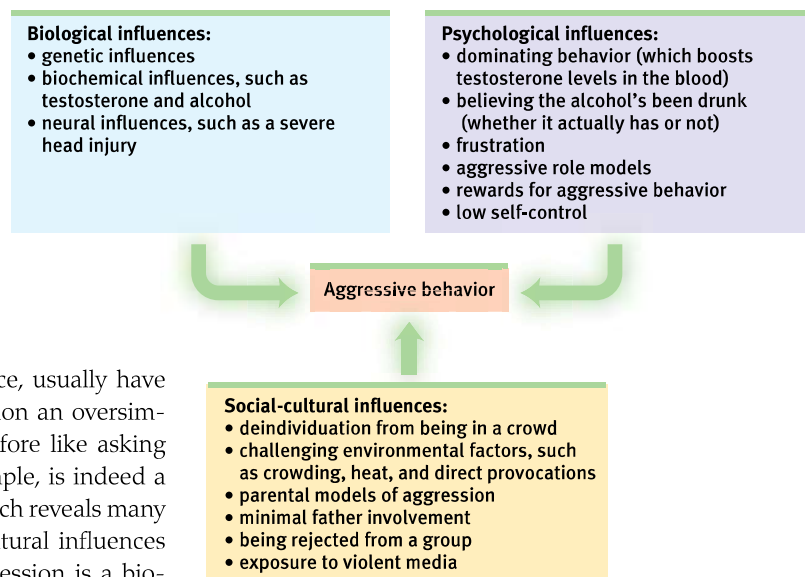 Biological influences:
• genetic influences
• biochemical influences, such as
testosterone and alcohol
• neural influences, such as a severe
head injury
Psychological influences:
• dominating behavior (which boosts
testosterone levels in the blood)
• believing the alcohol’s been drunk
(whether it actually has or not)
• frustration
• aggressive role models
• rewards for aggressive behavior
• low self-control
Aggressive behavior
Social-cultural influences:
• deindividuation from being in a crowd
• challenging environmental factors, such
as crowding, heat, and direct provocations
• parental models of aggression
• minimal father involvement
• being rejected from a group
• exposure to violent media
ce, usually have
ion an oversim-
fore like asking
mple, is indeed a
ch reveals many
tural influences
ession is a bio-